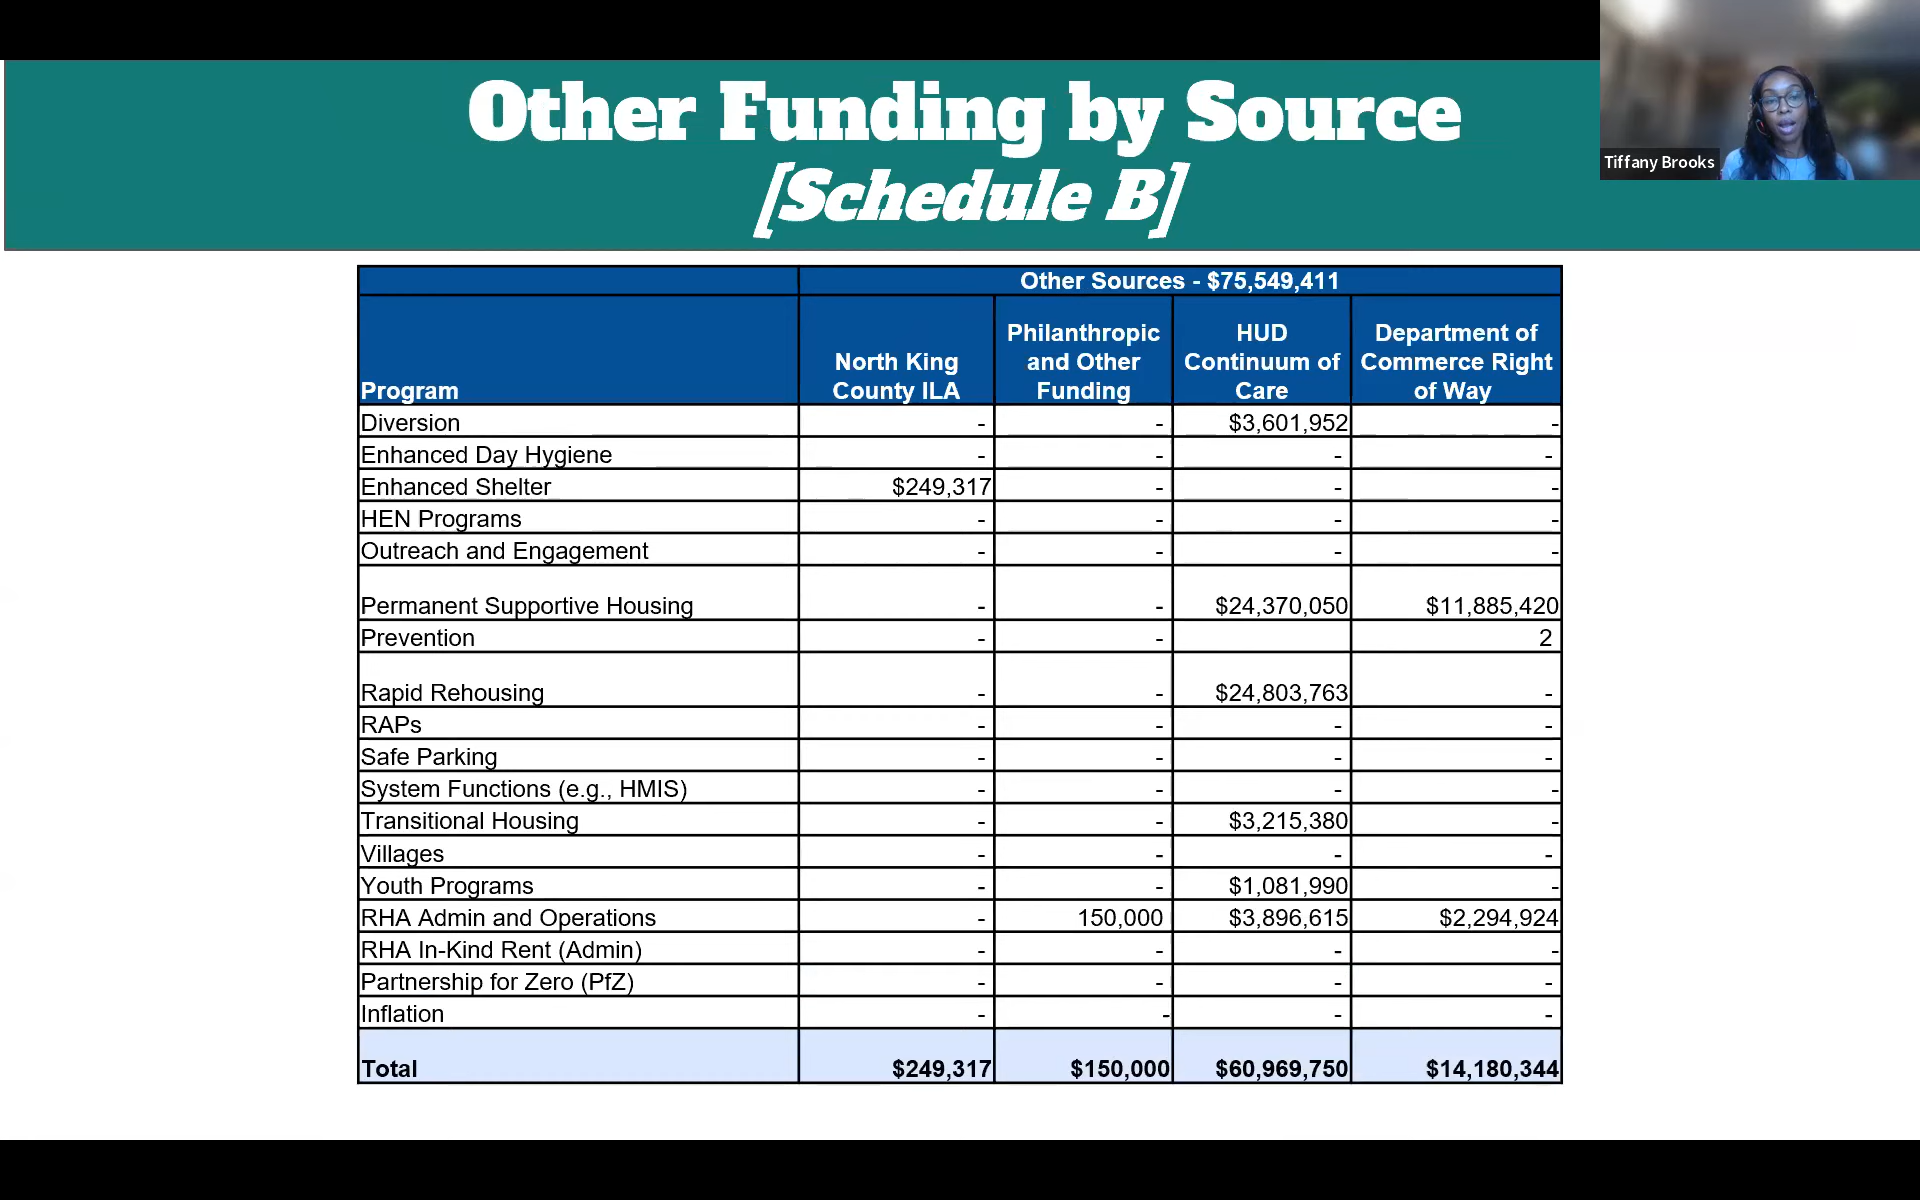 Other Funding by Source
[Schedule B]
Tiffany Brooks
Other Sources - $75,549,411
Program North King County ILA Philanthropic and Other Funding HUD Continuum of Care Department of Commerce Right of Way
Diversion - - $3,601,952 -
Enhanced Day Hygiene - - - -
Enhanced Shelter $249,317 - - -
HEN Programs - - - -
Outreach and Engagement - - - -
Permanent Supportive Housing - - $24,370,050 $11,885,420
Prevention - - 2
Rapid Rehousing - - $24,803,763 -
RAPs - - - -
Safe Parking - - - -
System Functions (e.g., HMIS) - - - -
Transitional Housing - - $3,215,380 -
Villages - - - -
Youth Programs - - $1,081,990 -
RHA Admin and Operations - 150,000 $3,896,615 $2,294,924
RHA In-Kind Rent (Admin) - - - -
Partnership for Zero (PfZ) - - - -
Inflation - - - -
Total $249,317 $150,000 $60,969,750 $14,180,344